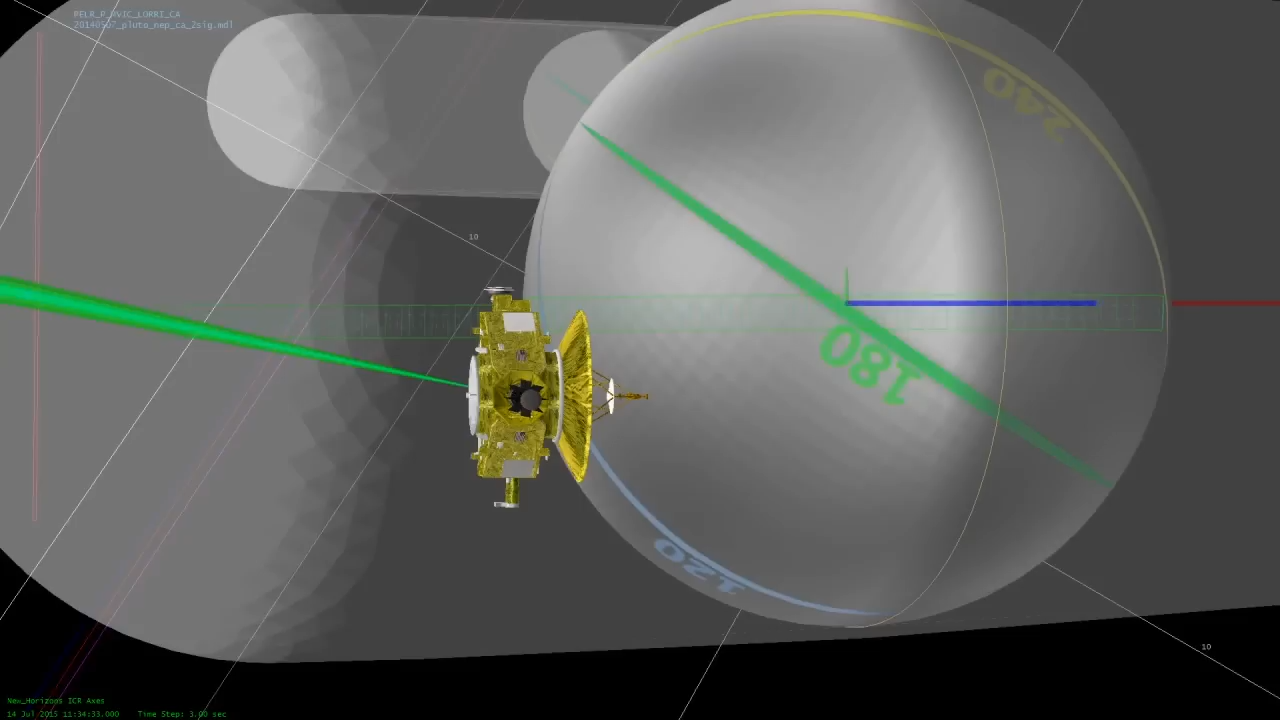 PELR_P_MVIC_LORRI_CA
20140507_pluto_nep_ca_2sig.mdl
240
10
180
120
10
New_Horizons ICR Axes
14 Jul 2015 11:34:33.000 Time Step: 3.00 sec